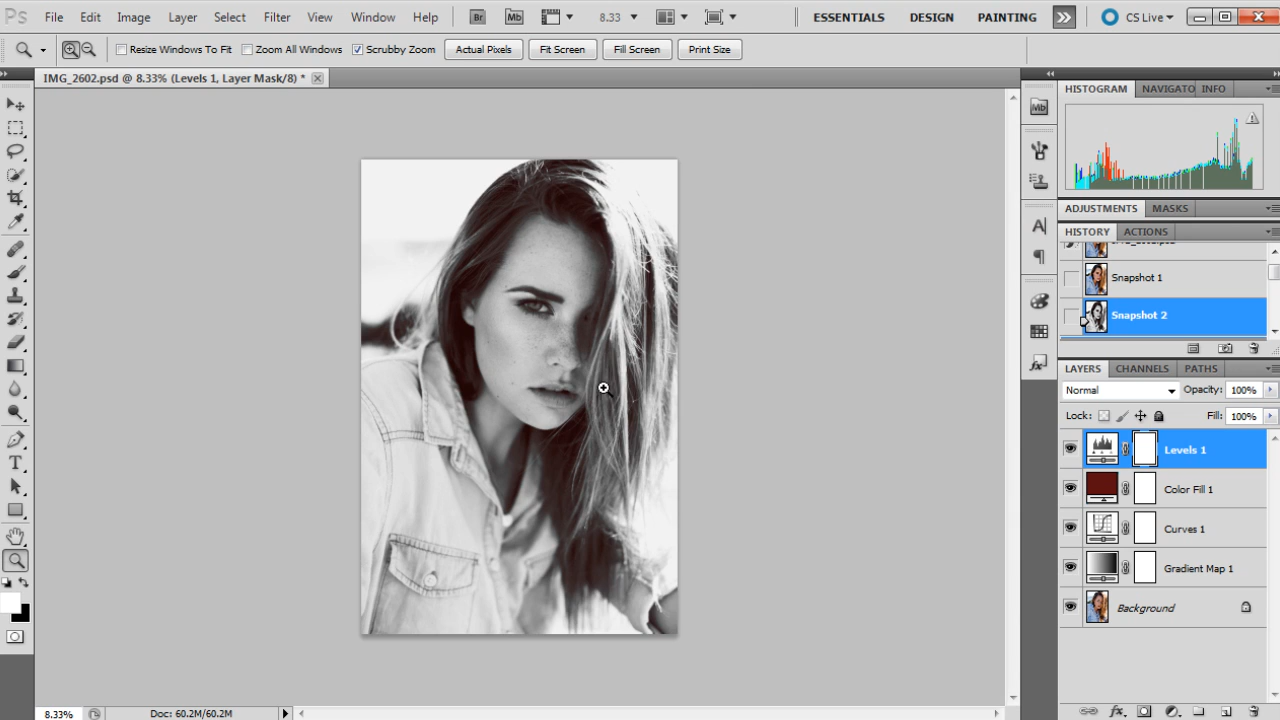 Ps File Edit Image Layer Select Filter View Window Help Br Mb 8.33 ESSENTIALS DESIGN PAINTING CS Live
Resize Windows To Fit Zoom All Windows Scrubby Zoom Actual Pixels Fit Screen Fill Screen Print Size
IMG_2602.psd @ 8.33% (Levels 1, Layer Mask/8) *
HISTOGRAM NAVIGATO INFO
Mb
ADJUSTMENTS MASKS
HISTORY ACTIONS
Snapshot 1
Snapshot 2
LAYERS CHANNELS PATHS
Normal Opacity: 100%
Lock: Fill: 100%
Levels 1
Color Fill 1
Curves 1
Gradient Map 1
Background
8.33% Doc: 60.2M/60.2M